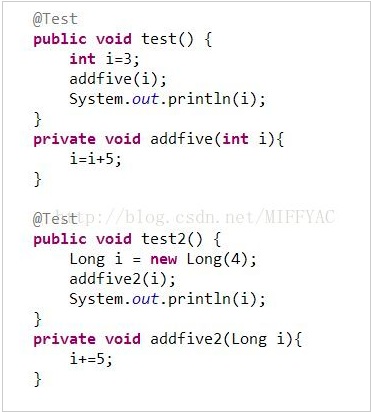 @Test
public void test() {
    int i=3;
    addfive(i);
    System.out.println(i);
}
private void addfive(int i){
    i=i+5;
}
http://blog.csdn.net/MIFFYAC
@Test
public void test2() {
    Long i = new Long(4);
    addfive2(i);
    System.out.println(i);
}
private void addfive2(Long i){
    i+=5;
}